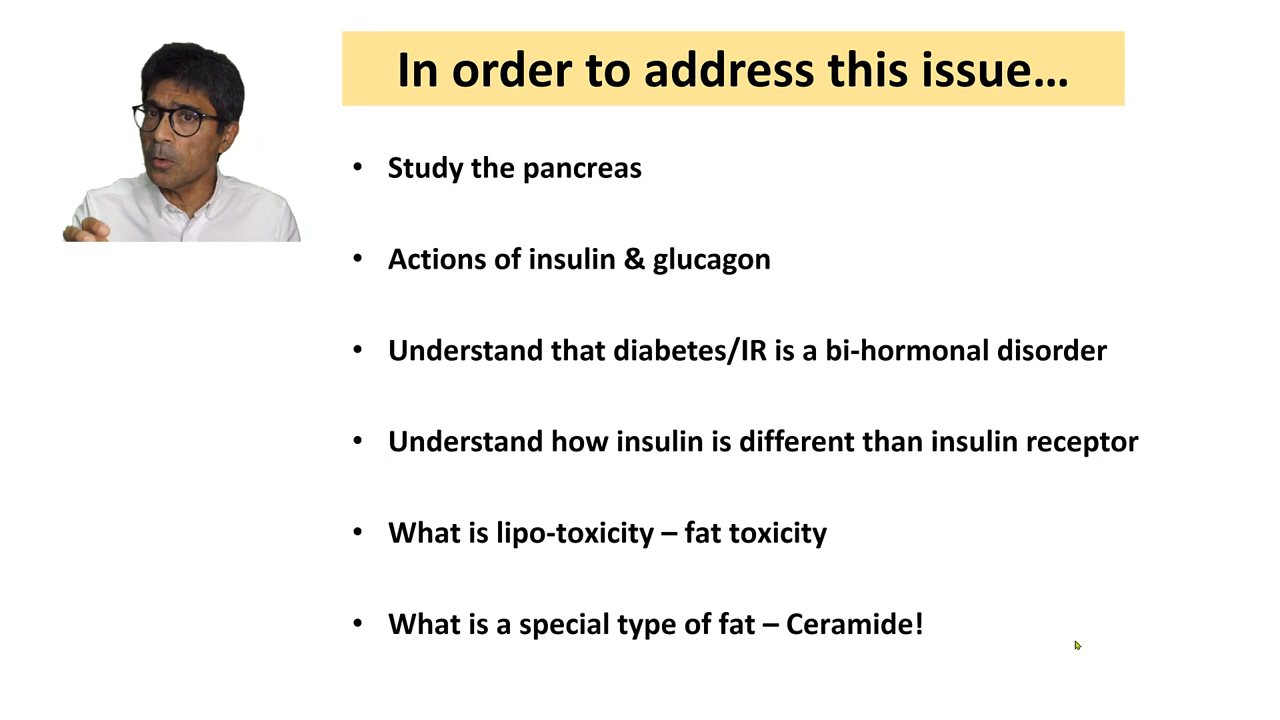 In order to address this issue...
• Study the pancreas
• Actions of insulin & glucagon
• Understand that diabetes/IR is a bi-hormonal disorder
• Understand how insulin is different than insulin receptor
• What is lipo-toxicity – fat toxicity
• What is a special type of fat – Ceramide!